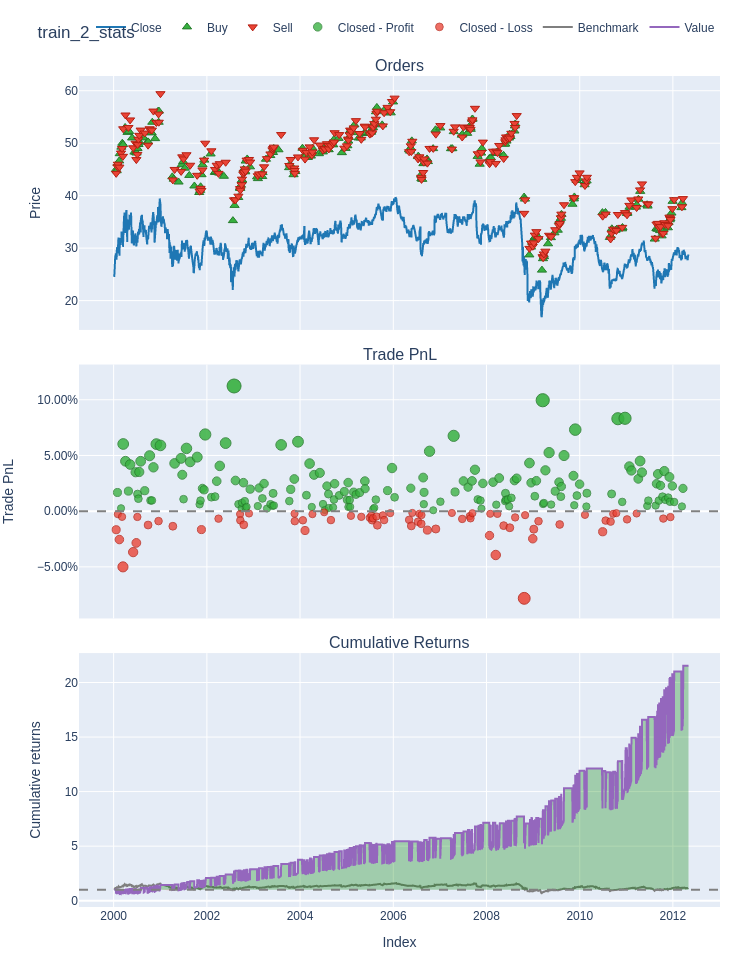 train_2_stats
Close Buy Sell Closed - Profit Closed - Loss Benchmark Value
Orders
60
50
40
30
20
Price
Trade PnL
10.00%
5.00%
0.00%
−5.00%
Trade PnL
Cumulative Returns
20
15
10
5
0
Cumulative returns
2000 2002 2004 2006 2008 2010 2012
Index